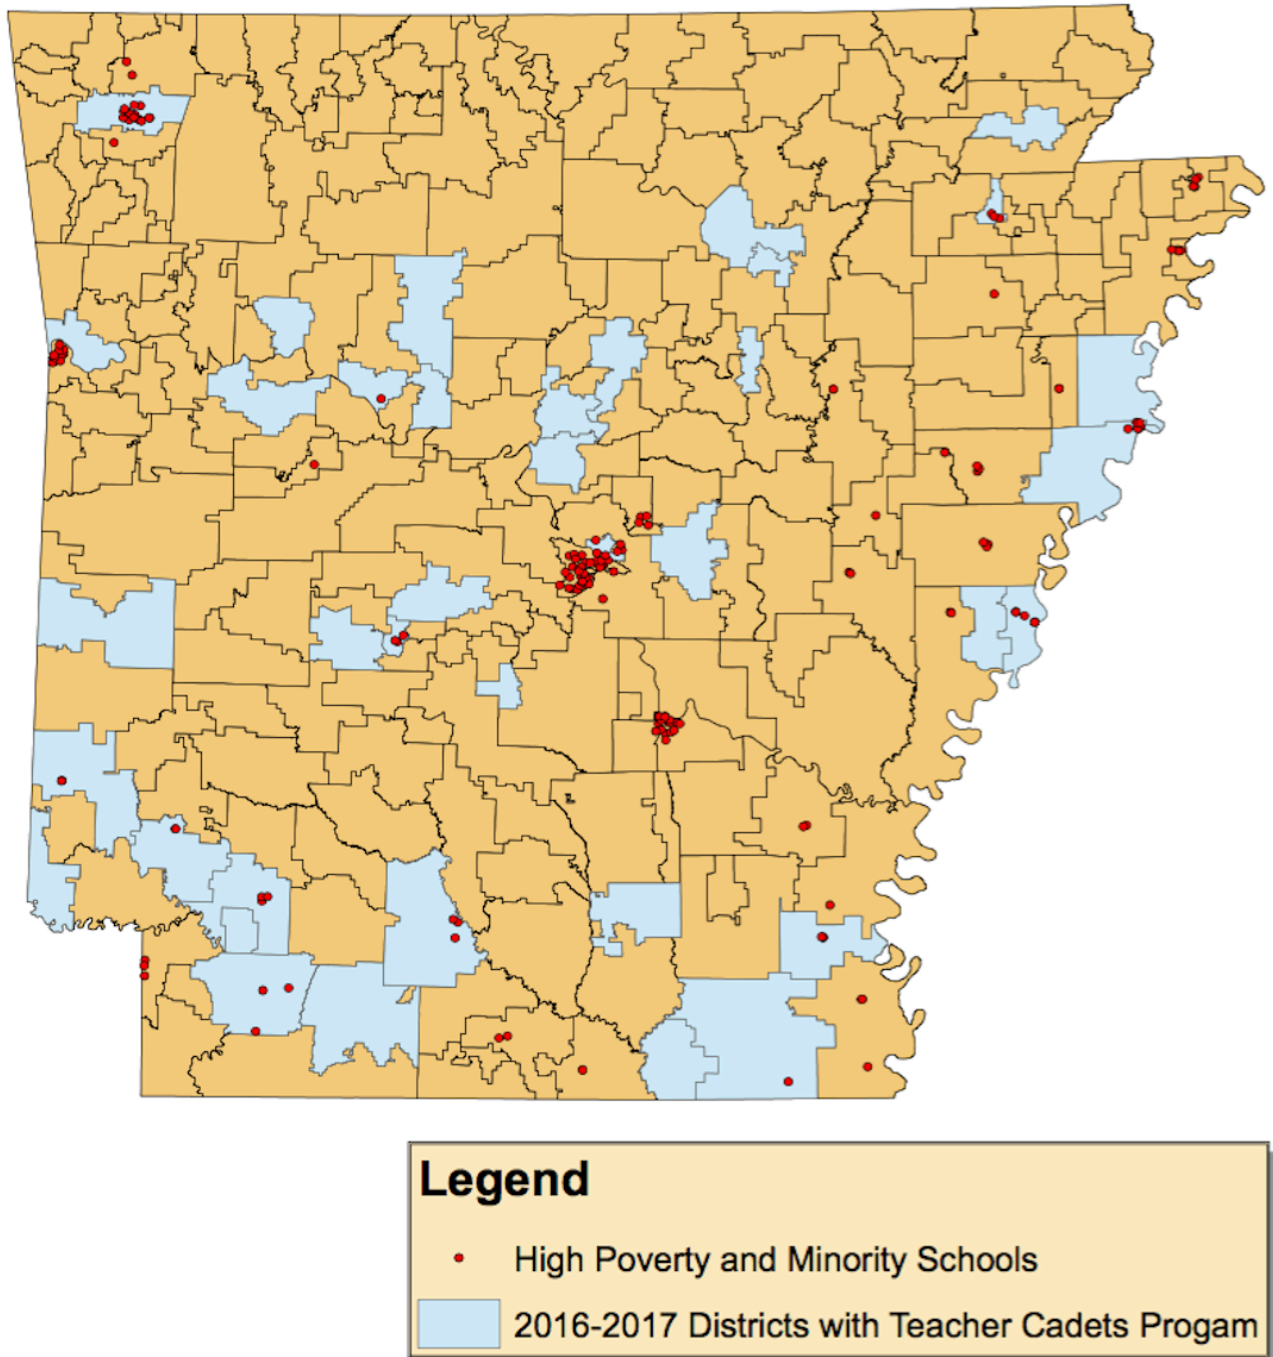 Legend
High Poverty and Minority Schools
2016-2017 Districts with Teacher Cadets Progam